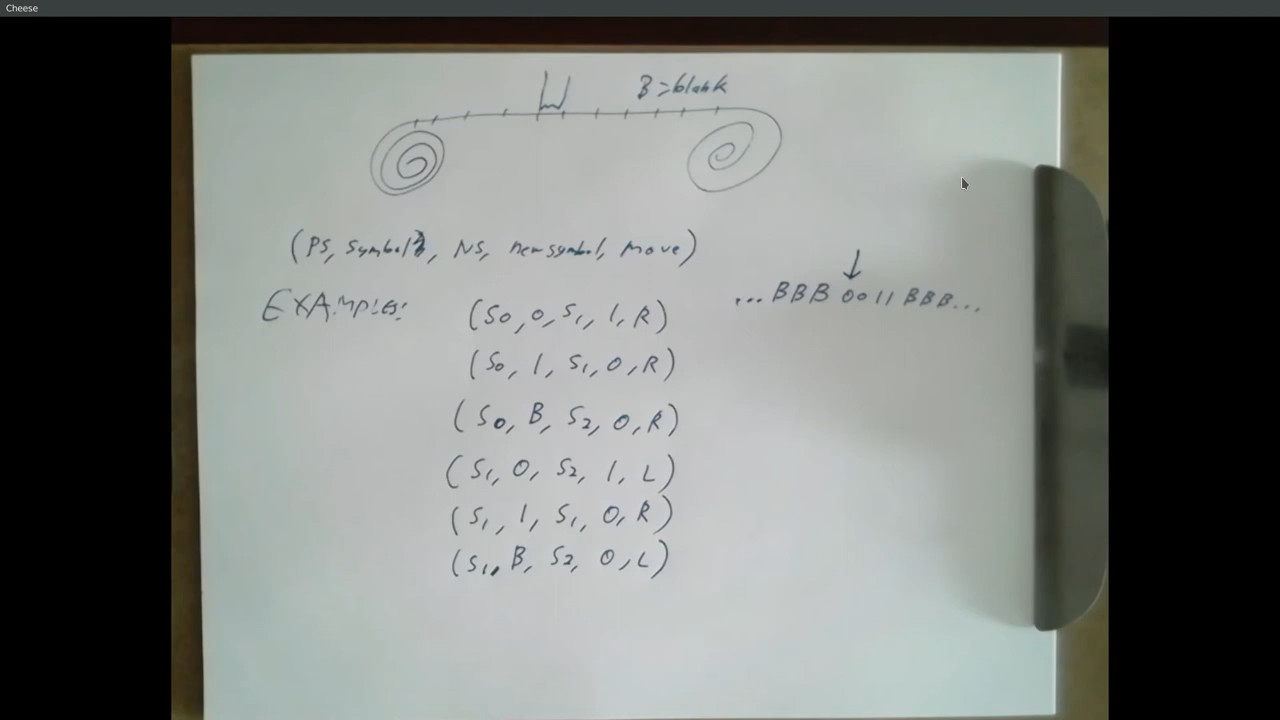 Cheese
B=blank
(PS, symbol, NS, new symbol, move)
... BBB 0011 BBB...
EXAMPLES:
(S0, 0, S1, 1, R)
(S0, 1, S1, 0, R)
(S0, B, S2, 0, R)
(S1, 0, S2, 1, L)
(S1, 1, S1, 0, R)
(S1, B, S2, 0, L)